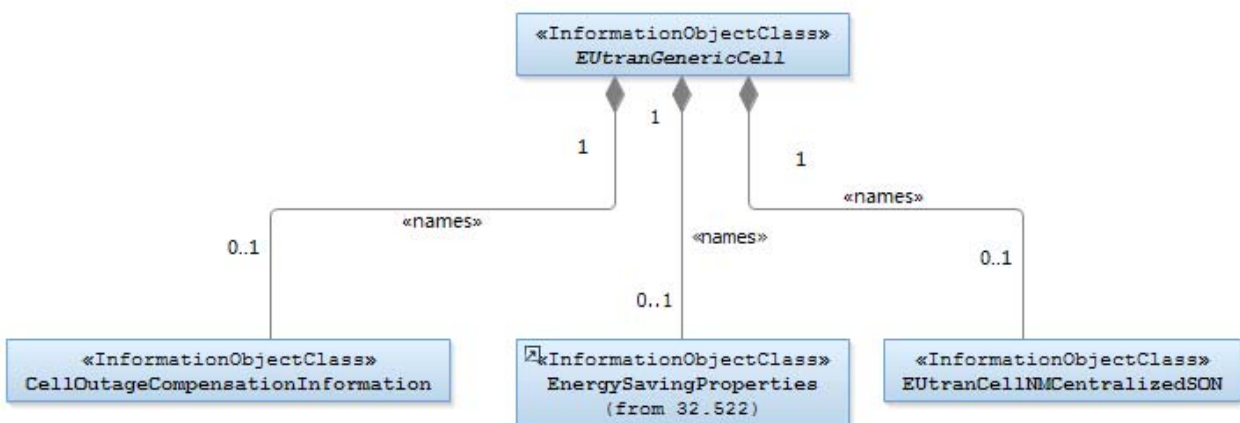 «InformationObjectClass»
EUtranGenericCell
1
1
1
«names»
«names»
«names»
0..1
0..1
0..1
«InformationObjectClass»
CellOutageCompensationInformation
«InformationObjectClass»
EnergySavingProperties
(from 32.522)
«InformationObjectClass»
EUtranCellNMCentralizedSON